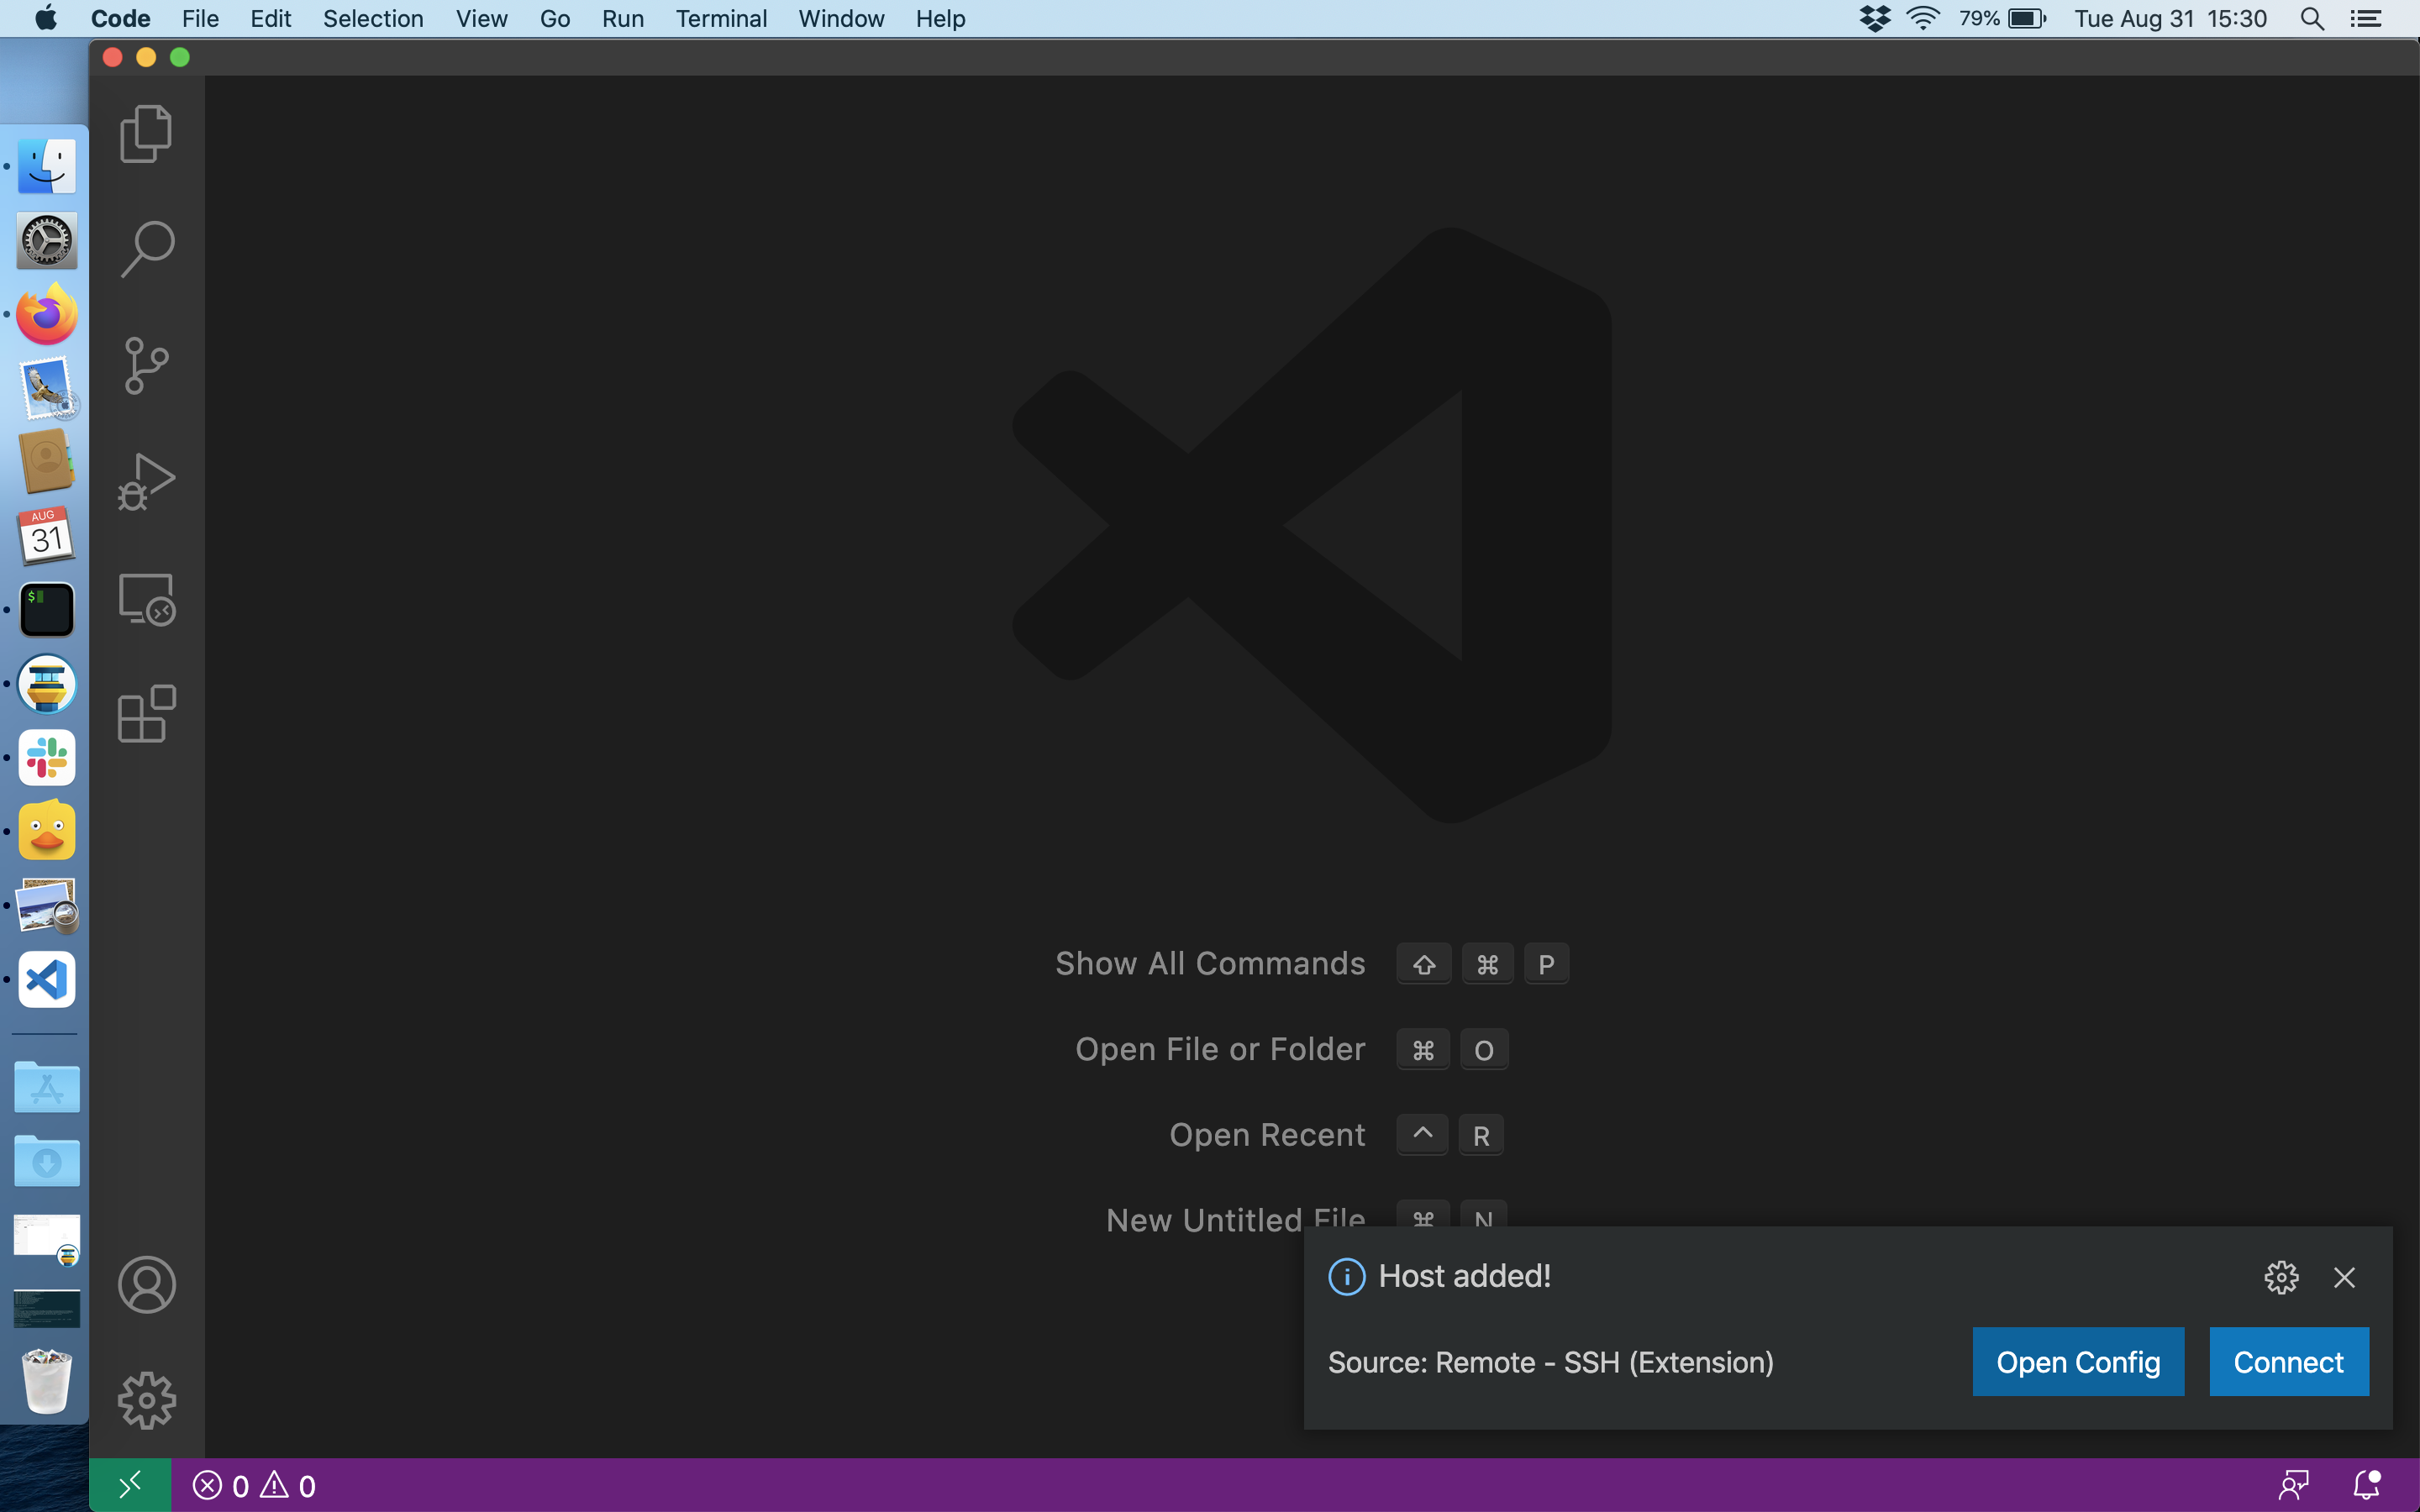 Code File Edit Selection View Go Run Terminal Window Help 79% Tue Aug 31 15:30
AUG
31
$
Show All Commands ⇧ ⌘ P
Open File or Folder ⌘ O
Open Recent ^ R
New Untitled File ⌘ N
Host added!
Source: Remote - SSH (Extension) Open Config Connect
0 0